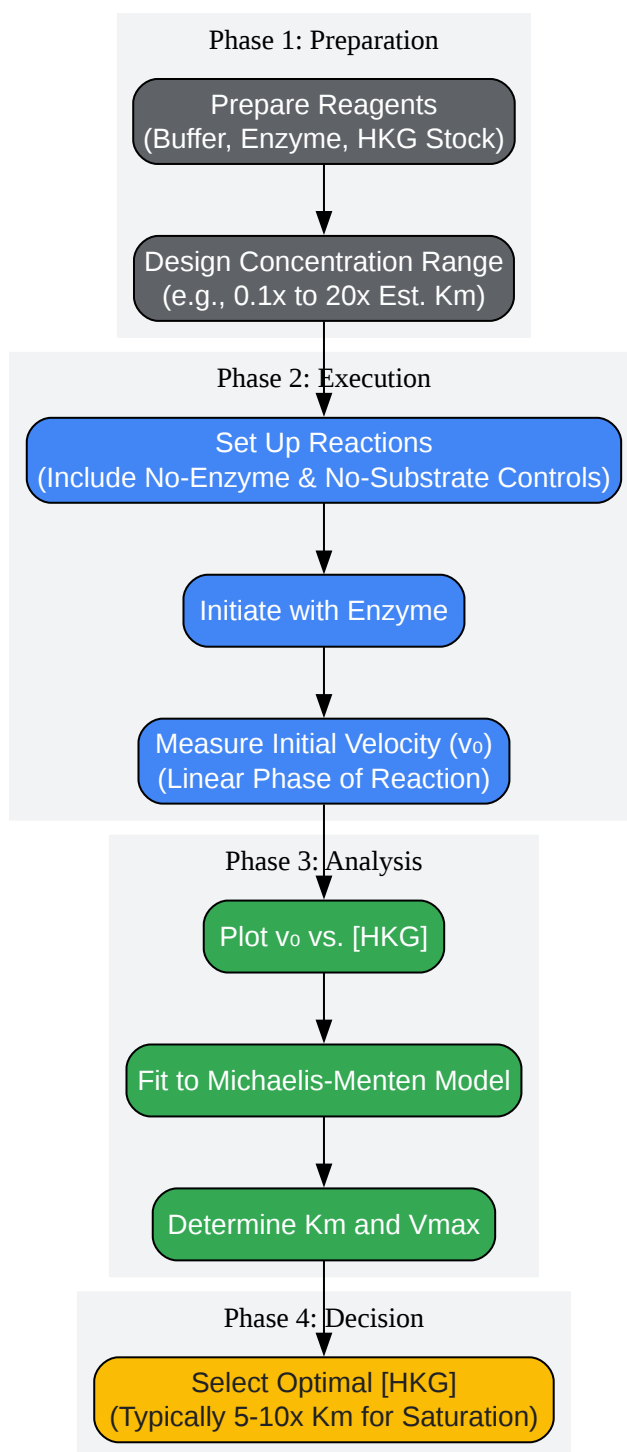 Phase 1: Preparation
Prepare Reagents
(Buffer, Enzyme, HKG Stock)
Design Concentration Range
(e.g., 0.1x to 20x Est. Km)
Phase 2: Execution
Set Up Reactions
(Include No-Enzyme & No-Substrate Controls)
Initiate with Enzyme
Measure Initial Velocity (v₀)
(Linear Phase of Reaction)
Phase 3: Analysis
Plot v₀ vs. [HKG]
Fit to Michaelis-Menten Model
Determine Km and Vmax
Phase 4: Decision
Select Optimal [HKG]
(Typically 5-10x Km for Saturation)